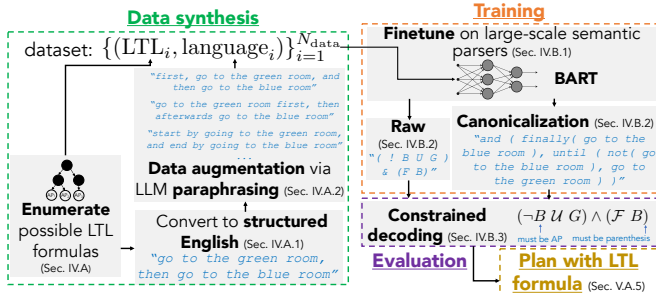 Data synthesis
dataset: {(LTL_i, language_i)}_{i=1}^{N_data}
"first, go to the green room, and
then go to the blue room"
"go to the green room first, then
afterwards go to the blue room"
"start by going to the green room,
and end by going to the blue room"
...
Data augmentation via
LLM paraphrasing (Sec. IV.A.2)
Enumerate
possible LTL
formulas
(Sec. IV.A)
Convert to structured
English (Sec. IV.A.1)
"go to the green room,
then go to the blue room"
Training
Finetune on large-scale semantic
parsers (Sec. IV.B.1)
BART
Raw
(Sec. IV.B.2)
"( ! B U G )
& (F B)"
Canonicalization
(Sec. IV.B.2)
"and ( finally( go to the
blue room ), until ( not( go
to the blue room ), go to
the green room ) )"
Constrained
decoding (Sec. IV.B.3)
(¬B U G) ∧ (F B)
must be AP
must be parenthesis
Evaluation
Plan with LTL
formula (Sec. V.A.5)